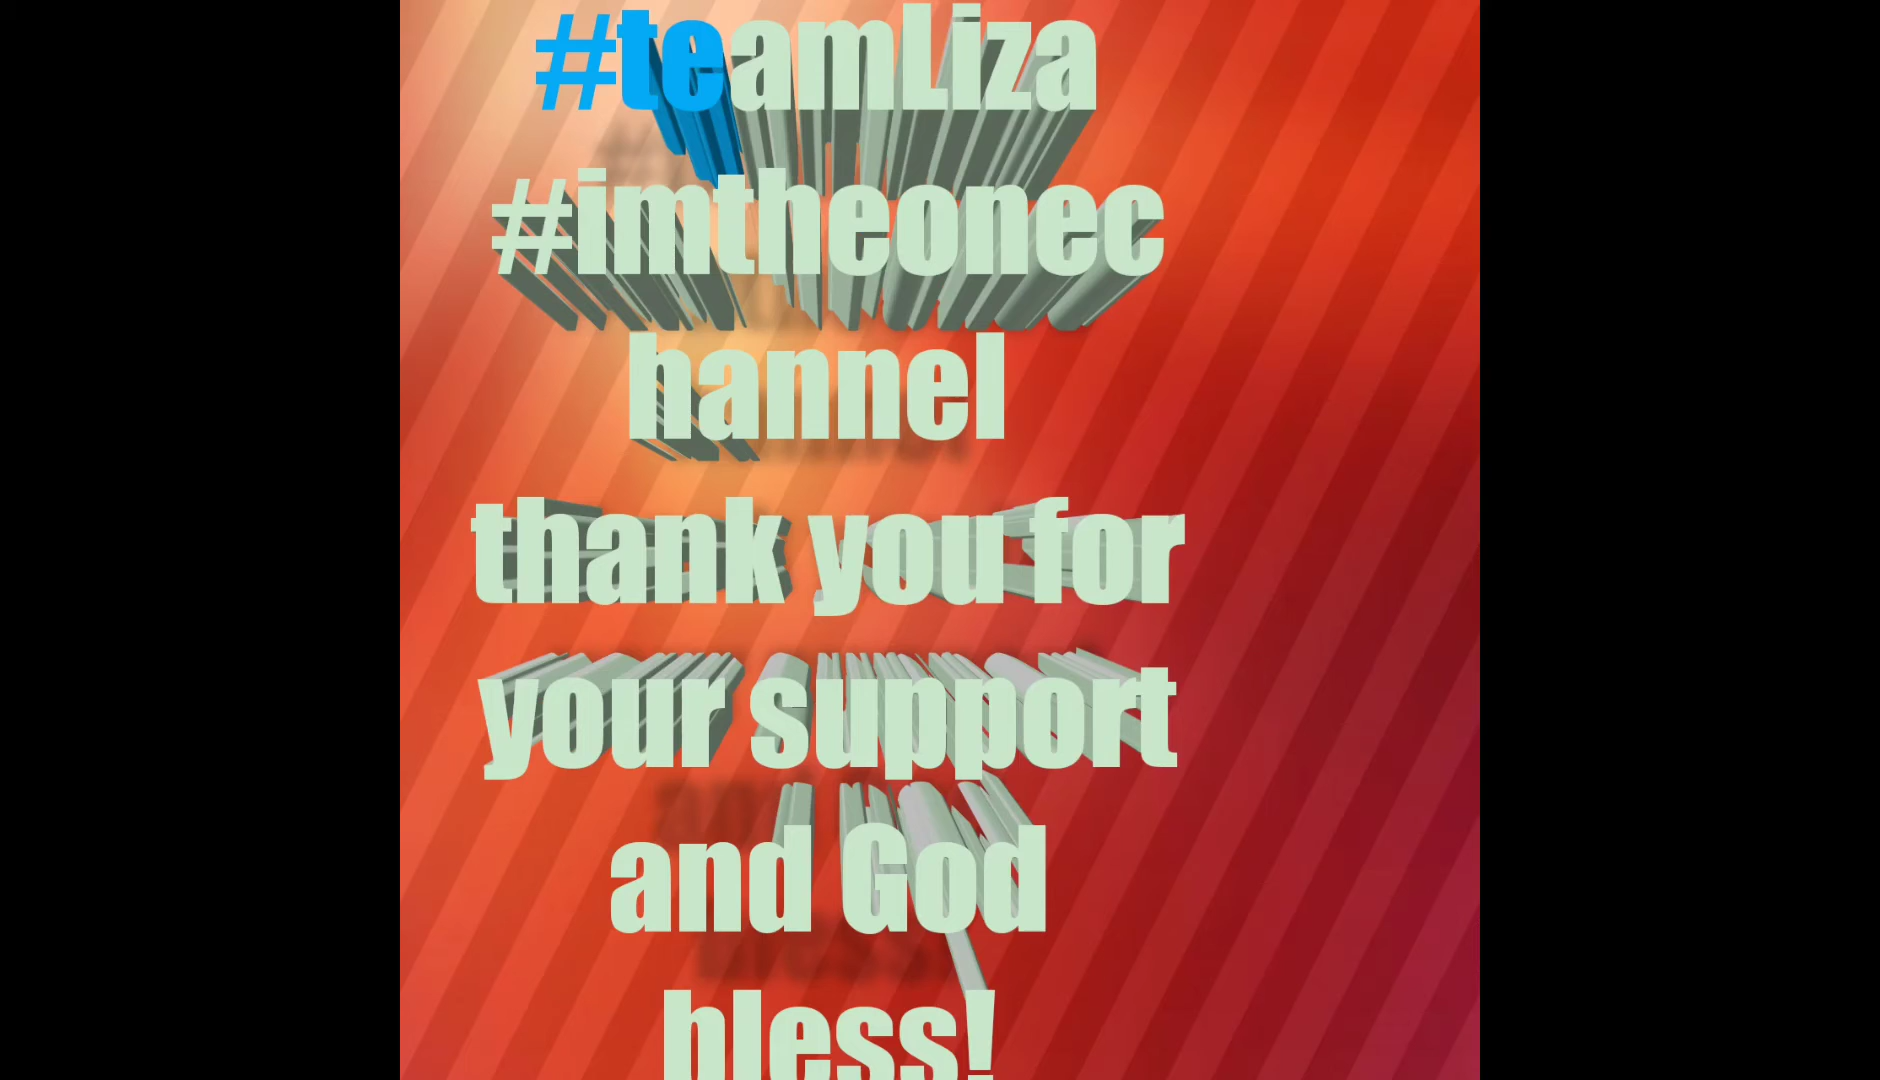 #teamLiza
#imtheonec
hannel
thank you for
your support
and God
bless!